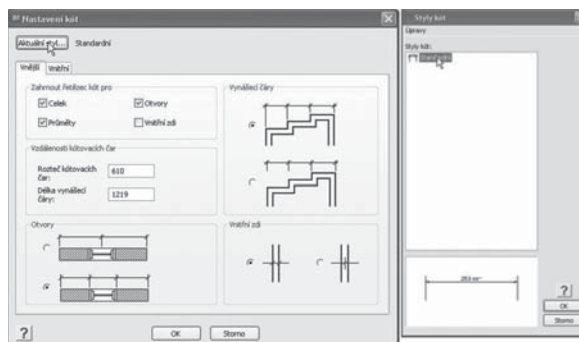 Nastavení kót
Aktuální styl... Standardní
Vnější Vnitřní
Zahrnout řetězec kót pro
Celek Otvory
Průměty Vnitřní zdi
Vzdálenosti kótovacích čar
Rozteč kótovacích čar: 610
Délka vynášecí čáry: 1219
Otvory
Vynášecí čáry
Vnitřní zdi
? OK Storno
Styly kót
Úpravy
Styly kót:
Standardní
?
OK
Storno